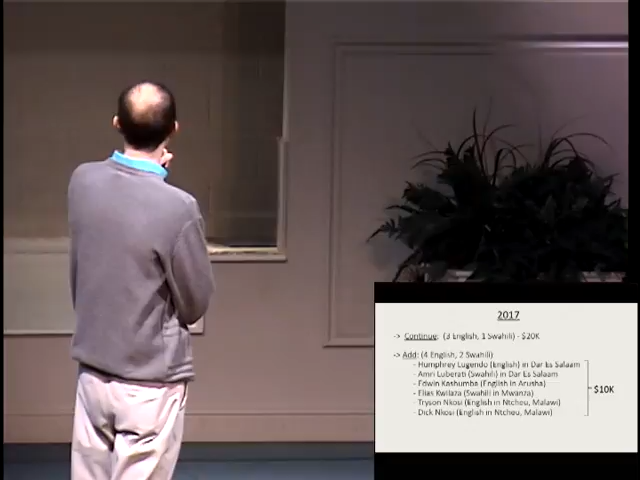 2017
-> Continue: (3 English, 1 Swahili) - $20K
-> Add: (4 English, 2 Swahili)
- Humphrey Lugendo (English) in Dar Es Salaam
- Amri Luberati (Swahili) in Dar Es Salaam
- Edwin Kashumba (English in Arusha)
- Elias Kwilaza (Swahili in Mwanza)
- Tryson Nkosi (English in Ntcheu, Malawi)
- Dick Nkosi (English in Ntcheu, Malawi)
- $10K